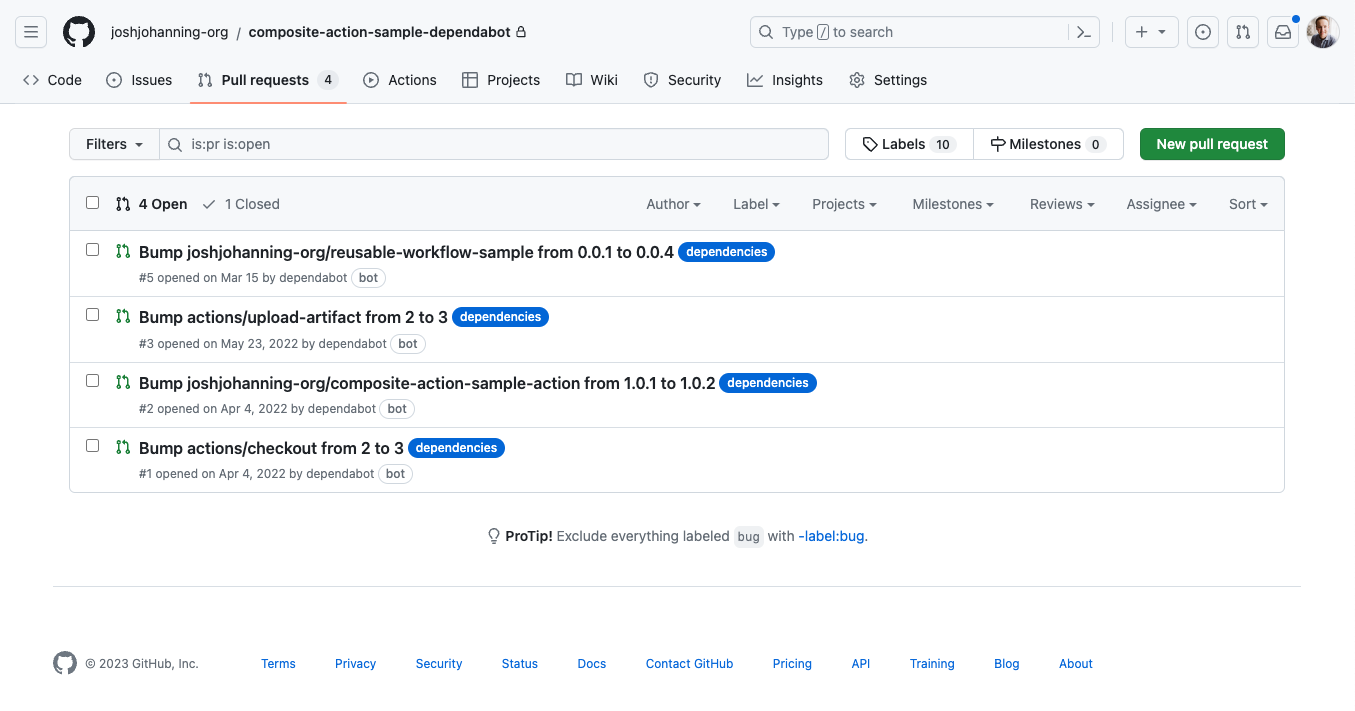 joshjohanning-org / composite-action-sample-dependabot Type / to search
Code Issues Pull requests 4 Actions Projects Wiki Security Insights Settings
Filters is:pr is:open Labels 10 Milestones 0 New pull request
4 Open 1 Closed Author Label Projects Milestones Reviews Assignee Sort
Bump joshjohanning-org/reusable-workflow-sample from 0.0.1 to 0.0.4 dependencies
#5 opened on Mar 15 by dependabot bot
Bump actions/upload-artifact from 2 to 3 dependencies
#3 opened on May 23, 2022 by dependabot bot
Bump joshjohanning-org/composite-action-sample-action from 1.0.1 to 1.0.2 dependencies
#2 opened on Apr 4, 2022 by dependabot bot
Bump actions/checkout from 2 to 3 dependencies
#1 opened on Apr 4, 2022 by dependabot bot
ProTip! Exclude everything labeled bug with -label:bug.
© 2023 GitHub, Inc. Terms Privacy Security Status Docs Contact GitHub Pricing API Training Blog About